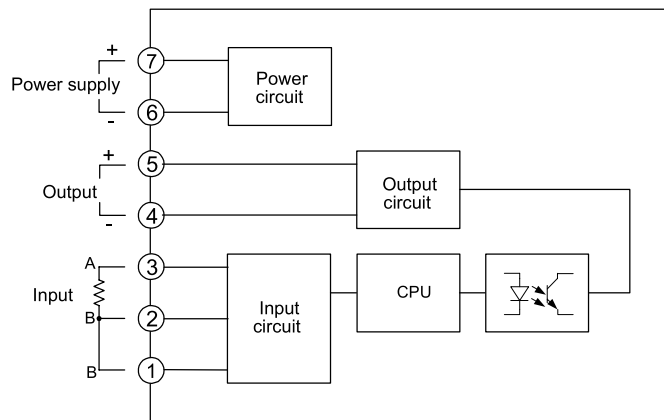 +
7
Power supply
Power
circuit
6
-
+
5
Output
Output
circuit
4
-
A
3
Input
B
2
Input
circuit
CPU
B
1